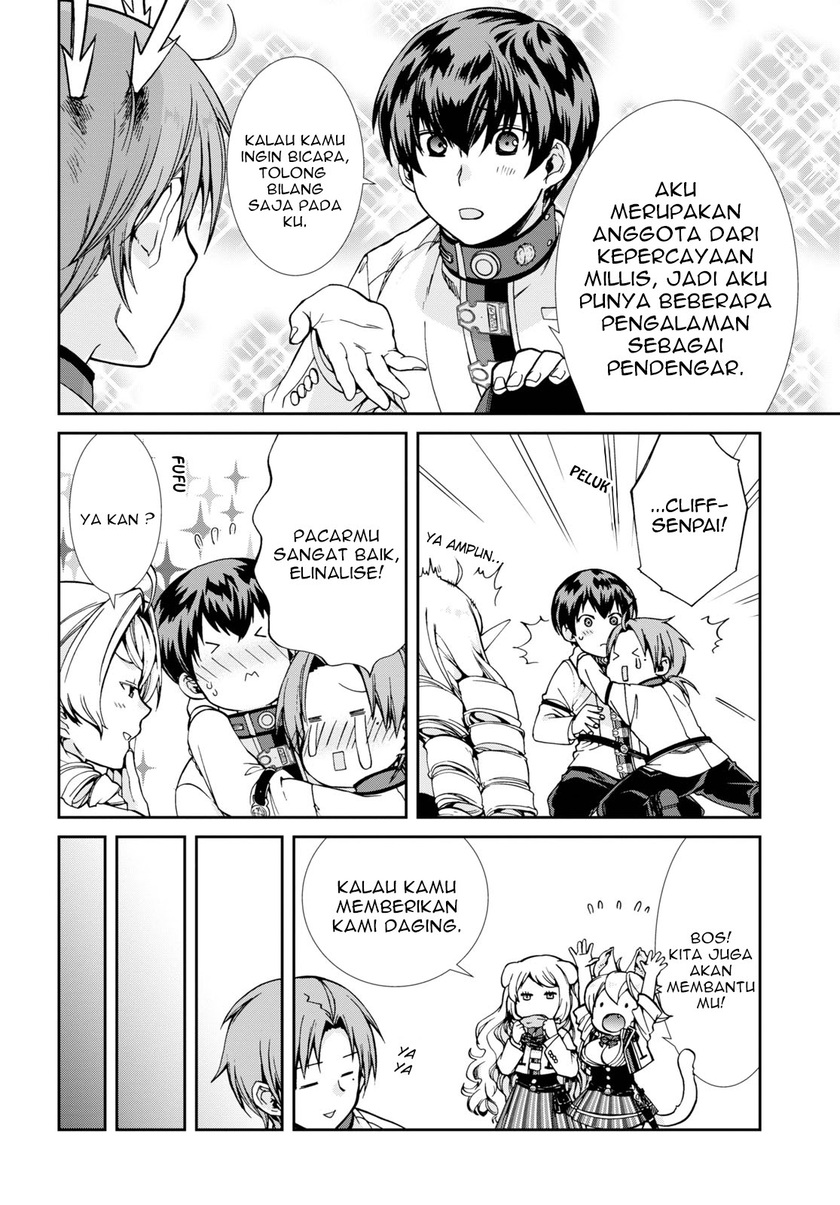 AKU
MERUPAKAN
ANGGOTA DARI
KEPERCAYAAN
MILLIS, JADI AKU
PUNYA BEBERAPA
PENGALAMAN
SEBAGAI
PENDENGAR.
KALAU KAMU
INGIN BICARA,
TOLONG
BILANG
SAJA PADA
KU.
...CLIFF-
SENPAI!
PELUK
YA AMPUN...
PACARMU
SANGAT BAIK,
ELINALISE!
FUFU
YA KAN ?
BOS!
KITA JUGA
AKAN
MEMBANTU
MU!
KALAU KAMU
MEMBERIKAN
KAMI DAGING.
YA
YA